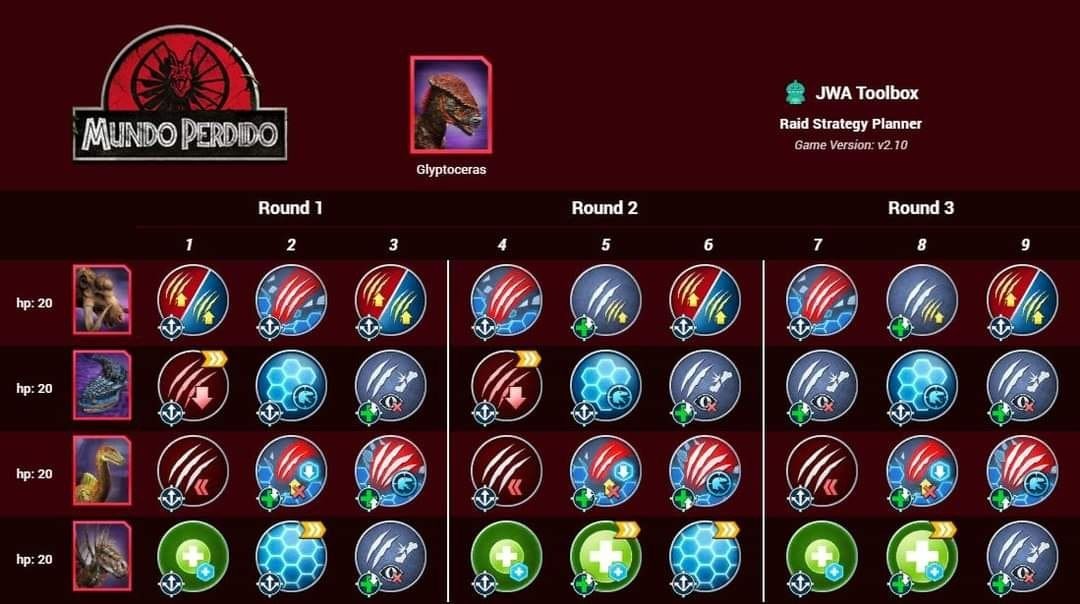 MUNDO PERDIDO
Glyptoceras
JWA Toolbox
Raid Strategy Planner
Game Version: v2.10
Round 1 Round 2 Round 3
1 2 3 4 5 6 7 8 9
hp: 20
hp: 20
hp: 20
hp: 20